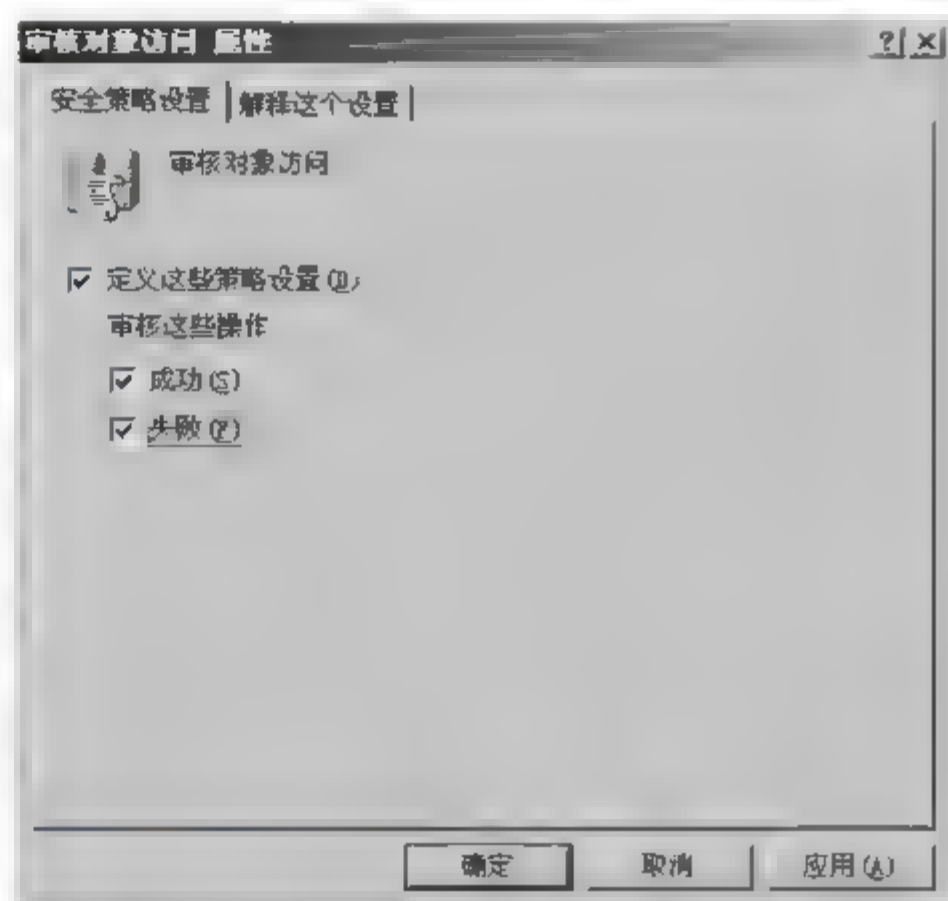 审核对象访问 属性
安全策略设置 解释这个设置
审核对象访问
定义这些策略设置(D):
审核这些操作
成功(S)
失败(F)
确定 取消 应用(A)